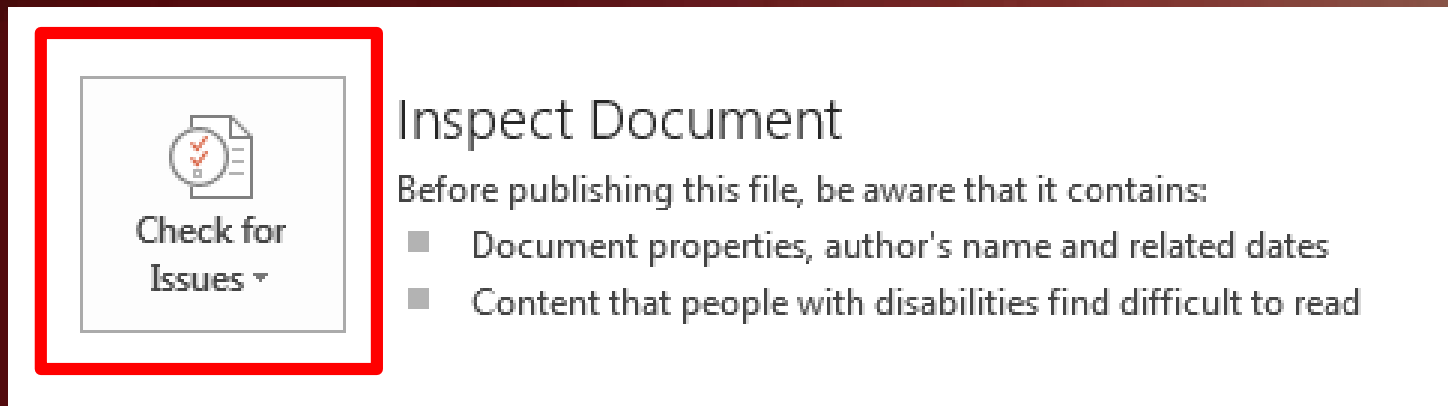 Check for
Issues
Inspect Document
Before publishing this file, be aware that it contains:
Document properties, author's name and related dates
Content that people with disabilities find difficult to read